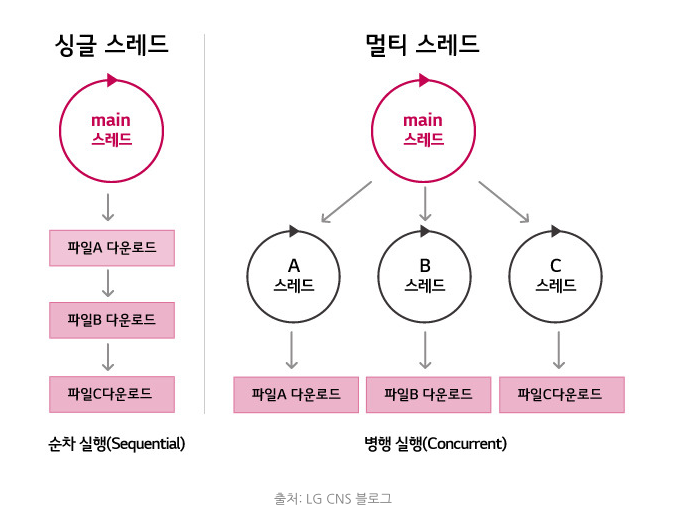 싱글 스레드
main
스레드
파일A 다운로드
파일B 다운로드
파일C다운로드
순차 실행(Sequential)
멀티 스레드
main
스레드
A
스레드
B
스레드
C
스레드
파일A 다운로드
파일B 다운로드
파일C다운로드
병행 실행(Concurrent)
출처: LG CNS 블로그